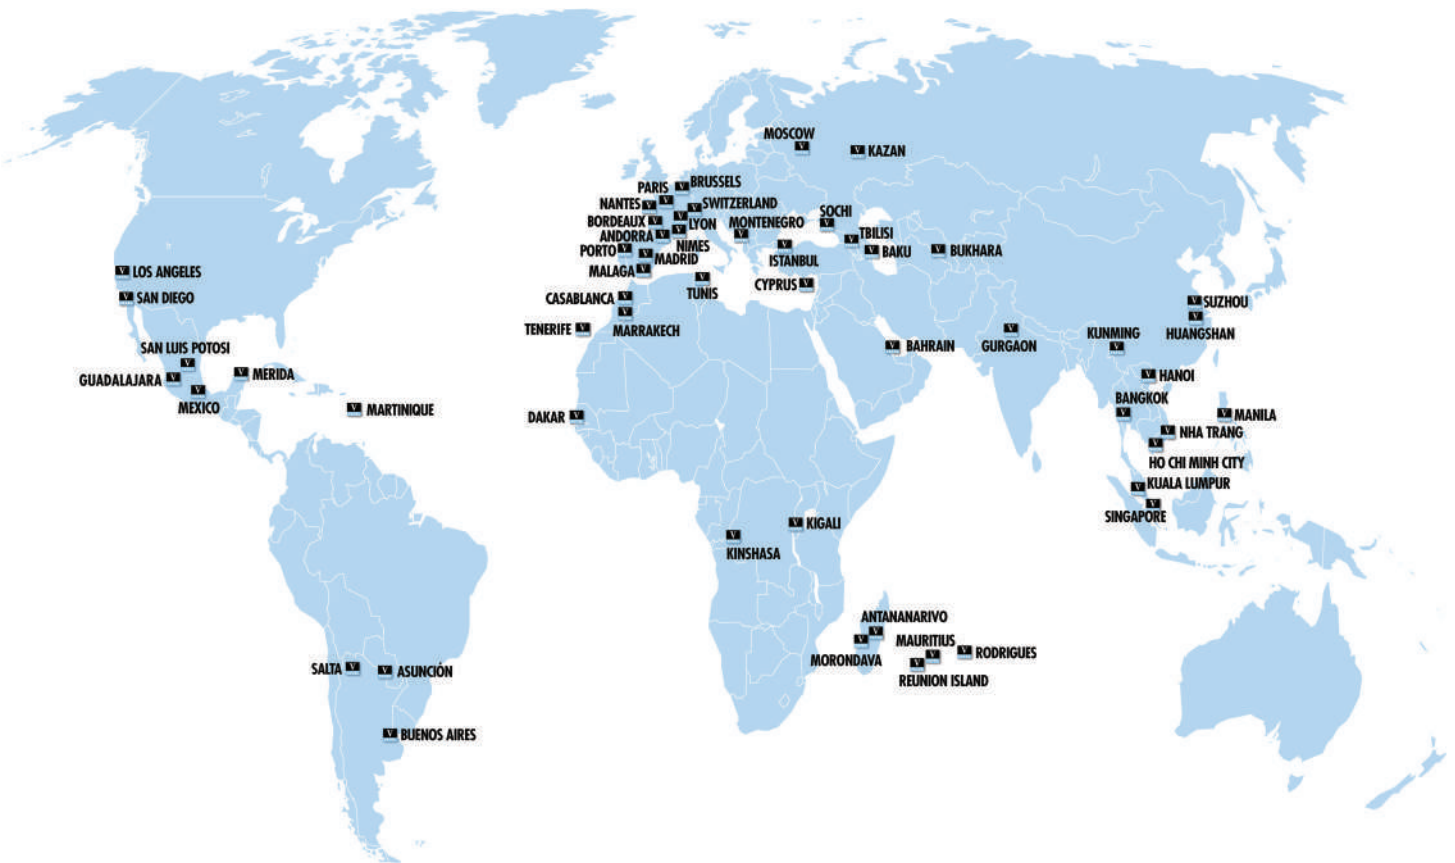 MOSCOW
KAZAN
BRUSSELS
PARIS
NANTES
SWITZERLAND
BORDEAUX
LYON
MONTENEGRO
SOCHI
ANDORRA
TBILISI
NIMES
PORTO
MADRID
ISTANBUL
BAKU
BUKHARA
MALAGA
TUNIS
CYPRUS
LOS ANGELES
SAN DIEGO
CASABLANCA
MARRAKECH
TENERIFE
SUZHOU
HUANGSHAN
KUNMING
GURGAON
BAHRAIN
SAN LUIS POTOSI
GUADALAJARA
MERIDA
MEXICO
MARTINIQUE
HANOI
BANGKOK
DAKAR
MANILA
NHA TRANG
HO CHI MINH CITY
KUALA LUMPUR
SINGAPORE
KIGALI
KINSHASA
ANTANANARIVO
MAURITIUS
RODRIGUES
MORONDAVA
REUNION ISLAND
SALTA
ASUNCIÓN
BUENOS AIRES